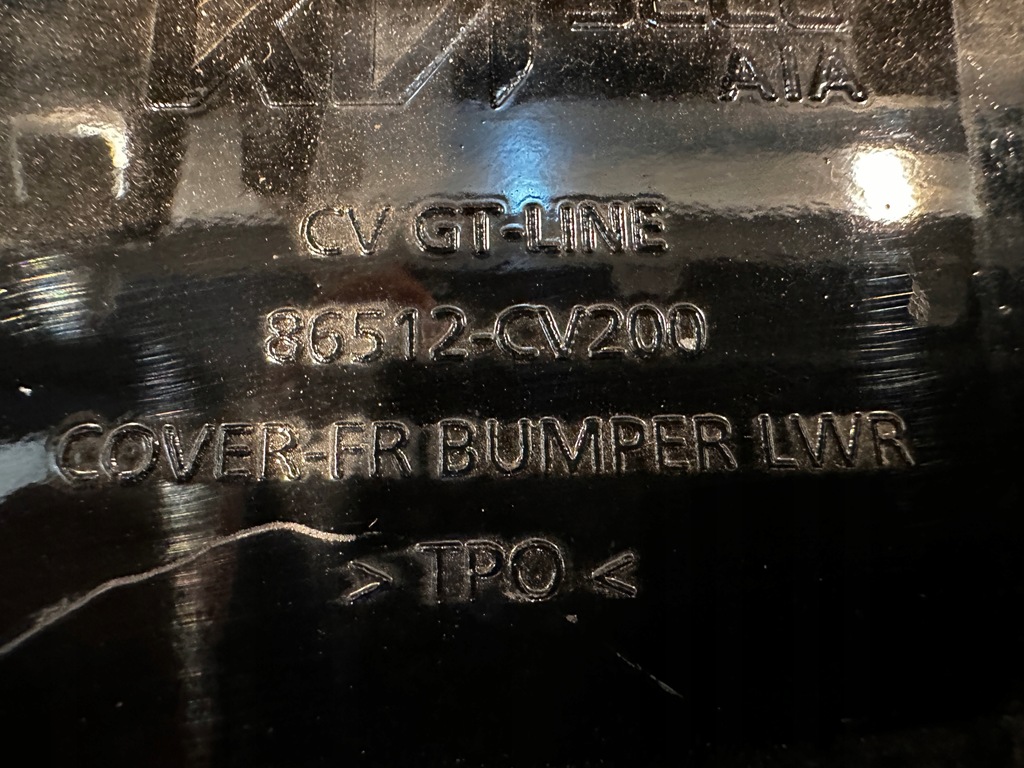 AIA
CV GT-LINE
86512-CV200
COVER-FR BUMPER LWR
> TPO <